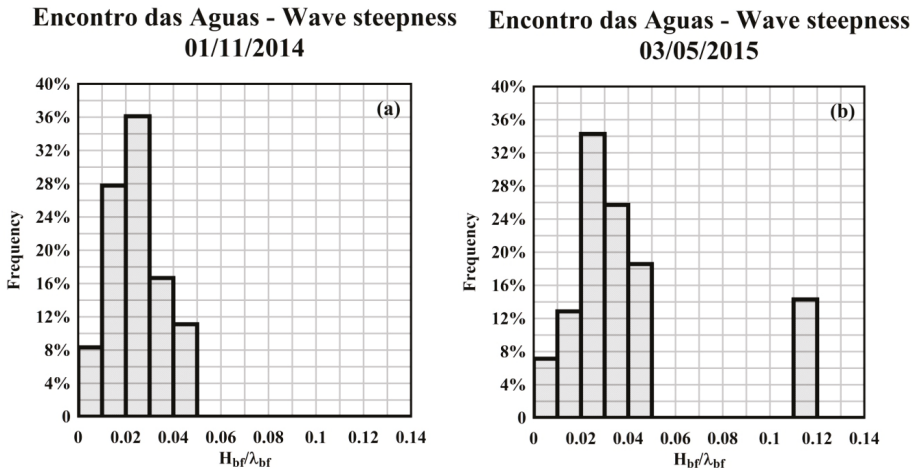 Encontro das Aguas - Wave steepness
01/11/2014
40%
36%
32%
28%
24%
20%
16%
12%
8%
4%
0
Frequency
(a)
0 0.02 0.04 0.06 0.08 0.1 0.12 0.14
Hbf/λbf
Encontro das Aguas - Wave steepness
03/05/2015
40%
36%
32%
28%
24%
20%
16%
12%
8%
4%
0
Frequency
(b)
0 0.02 0.04 0.06 0.08 0.1 0.12 0.14
Hbf/λbf